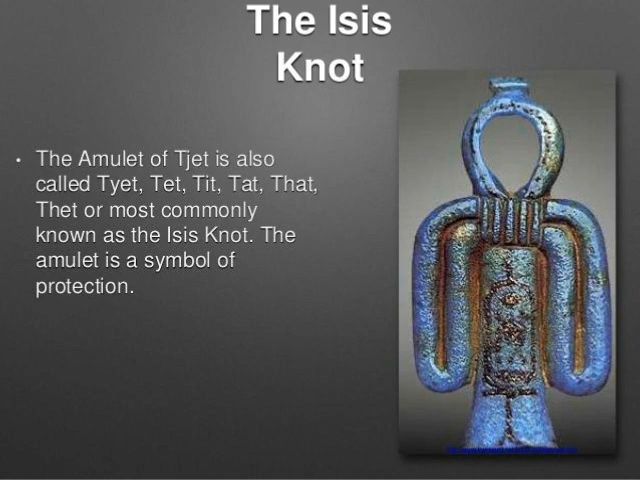 The Isis
Knot
• The Amulet of Tjet is also
called Tyet, Tet, Tit, Tat, That,
Thet or most commonly
known as the Isis Knot. The
amulet is a symbol of
protection.